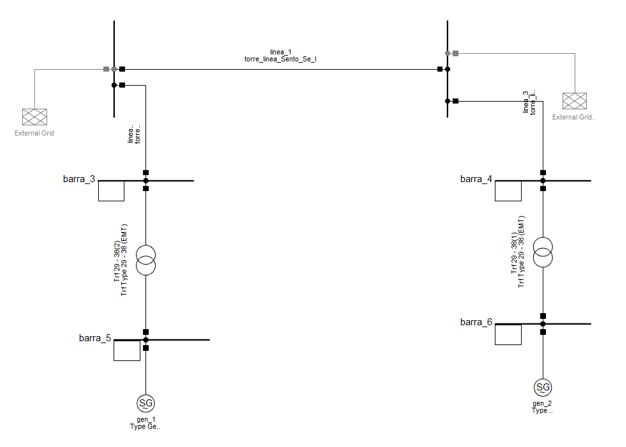 linea_1
torre_linea_Sento_Se_I
External Grid
linea..
torre..
linea_3
torre_l..
External Grid..
barra_3
barra_4
Trf 29 - 38(2)
Trf Type 29 - 38 (EMT)
Trf 29 - 38(1)
Trf Type 29 - 38 (EMT)
barra_5
barra_6
SG
gen_1
Type Ge..
SG
gen_2
Type ..